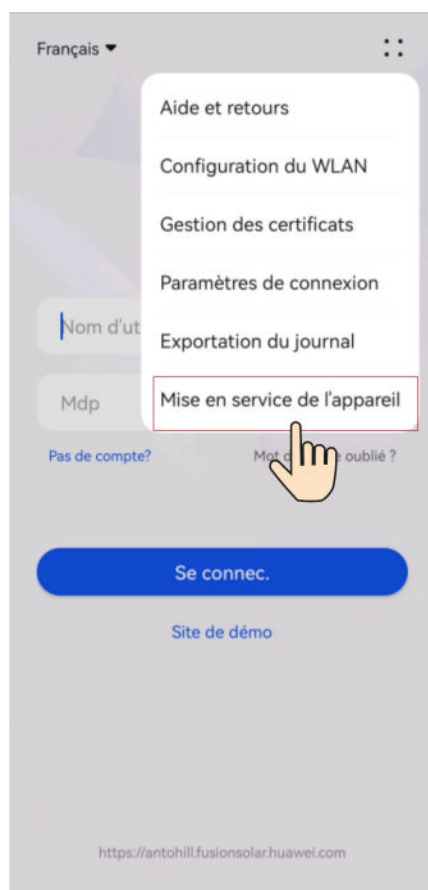 Français
Aide et retours
Configuration du WLAN
Gestion des certificats
Paramètres de connexion
Nom d'ut
Exportation du journal
Mdp
Mise en service de l'appareil
Pas de compte?
oublié ?
Se connec.
Site de démo
https://antohill.fusionsolar.huawei.com